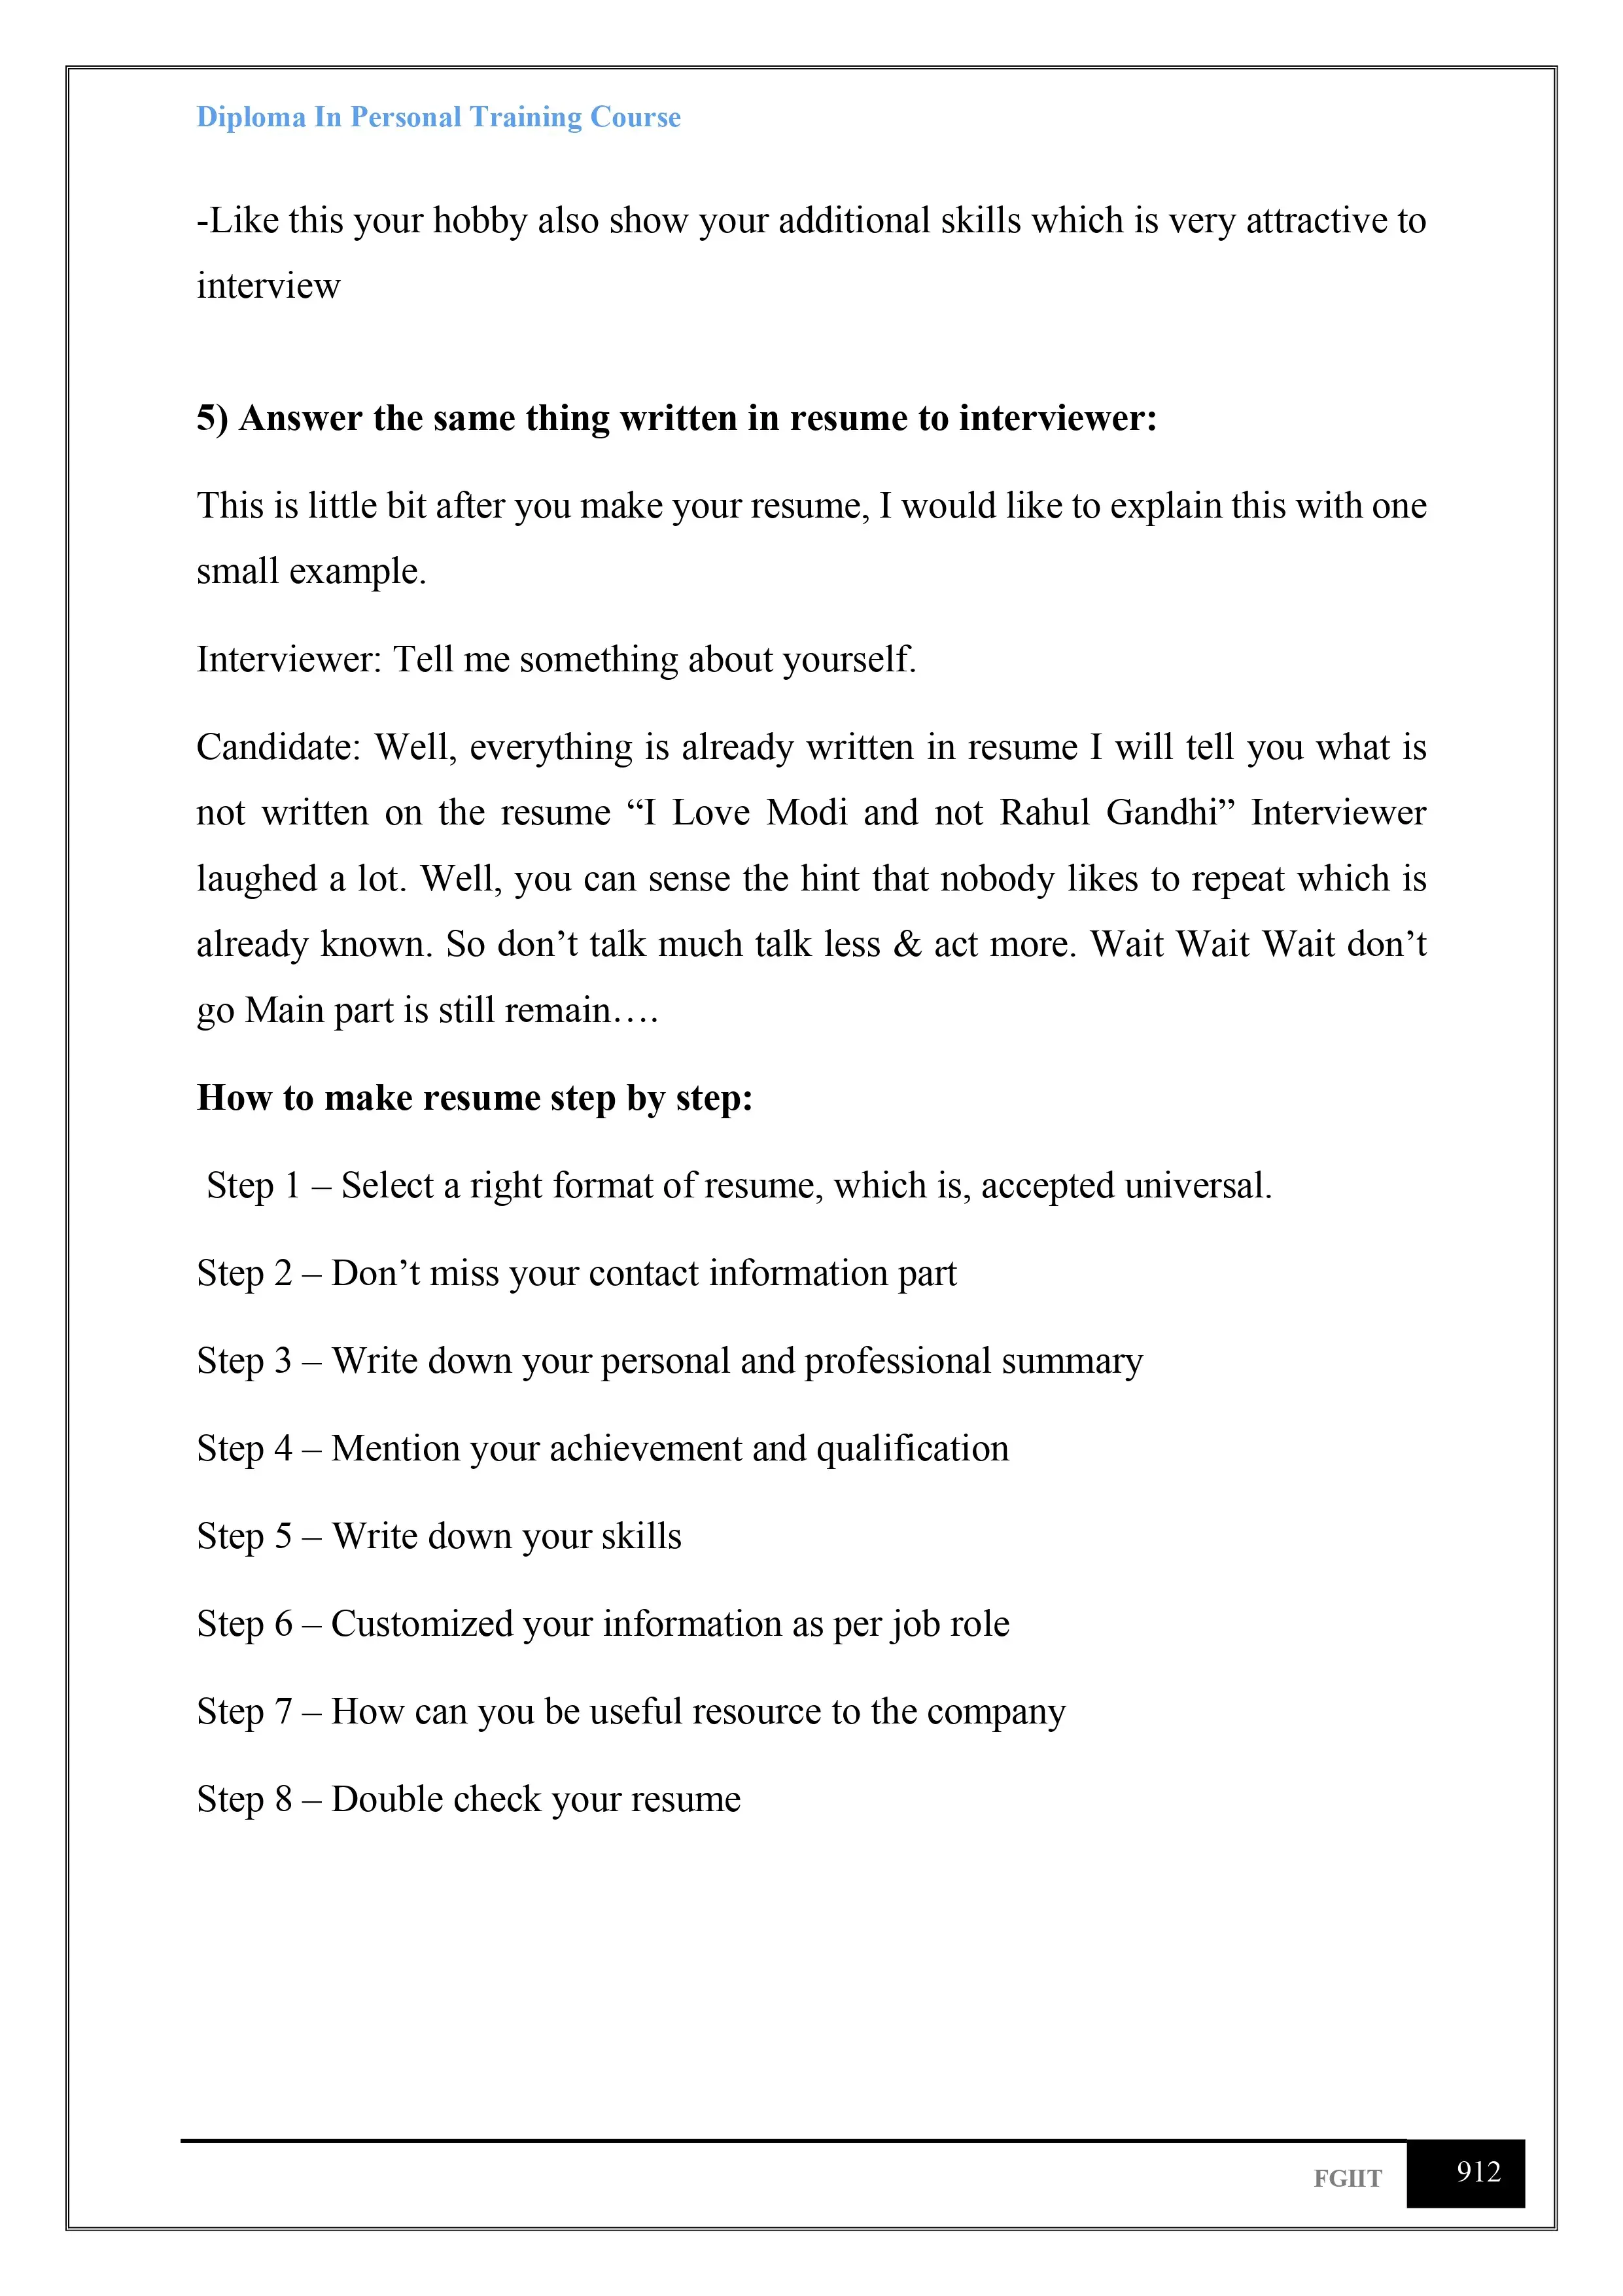 Diploma In Personal Training Course
-Like this your hobby also show your additional skills which is very attractive to
interview
5) Answer the same thing written in resume to interviewer:
This is little bit after you make your resume, I would like to explain this with one
small example.
Interviewer: Tell me something about yourself.
Candidate: Well, everything is already written in resume I will tell you what is
not written on the resume “I Love Modi and not Rahul Gandhi” Interviewer
laughed a lot. Well, you can sense the hint that nobody likes to repeat which is
already known. So don’t talk much talk less & act more. Wait Wait Wait don’t
go Main part is still remain….
How to make resume step by step:
Step 1 – Select a right format of resume, which is, accepted universal.
Step 2 – Don’t miss your contact information part
Step 3 – Write down your personal and professional summary
Step 4 – Mention your achievement and qualification
Step 5 – Write down your skills
Step 6 – Customized your information as per job role
Step 7 – How can you be useful resource to the company
Step 8 – Double check your resume
FGIIT 912